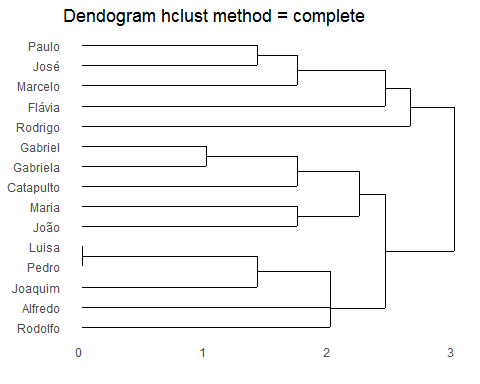 Dendogram hclust method = complete
Paulo
José
Marcelo
Flávia
Rodrigo
Gabriel
Gabriela
Catapulto
Maria
João
Luisa
Pedro
Joaquim
Alfredo
Rodolfo
0 1 2 3